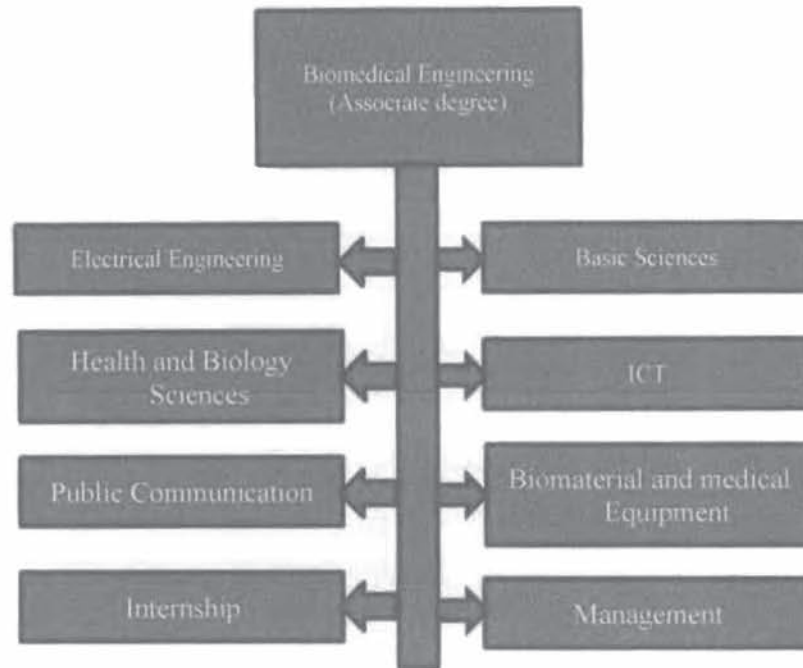 Biomedical Engineering
(Associate degree)
Electrical Engineering
Basic Sciences
Health and Biology
Sciences
ICT
Public Communication
Biomaterial and medical
Equipment
Internship
Management